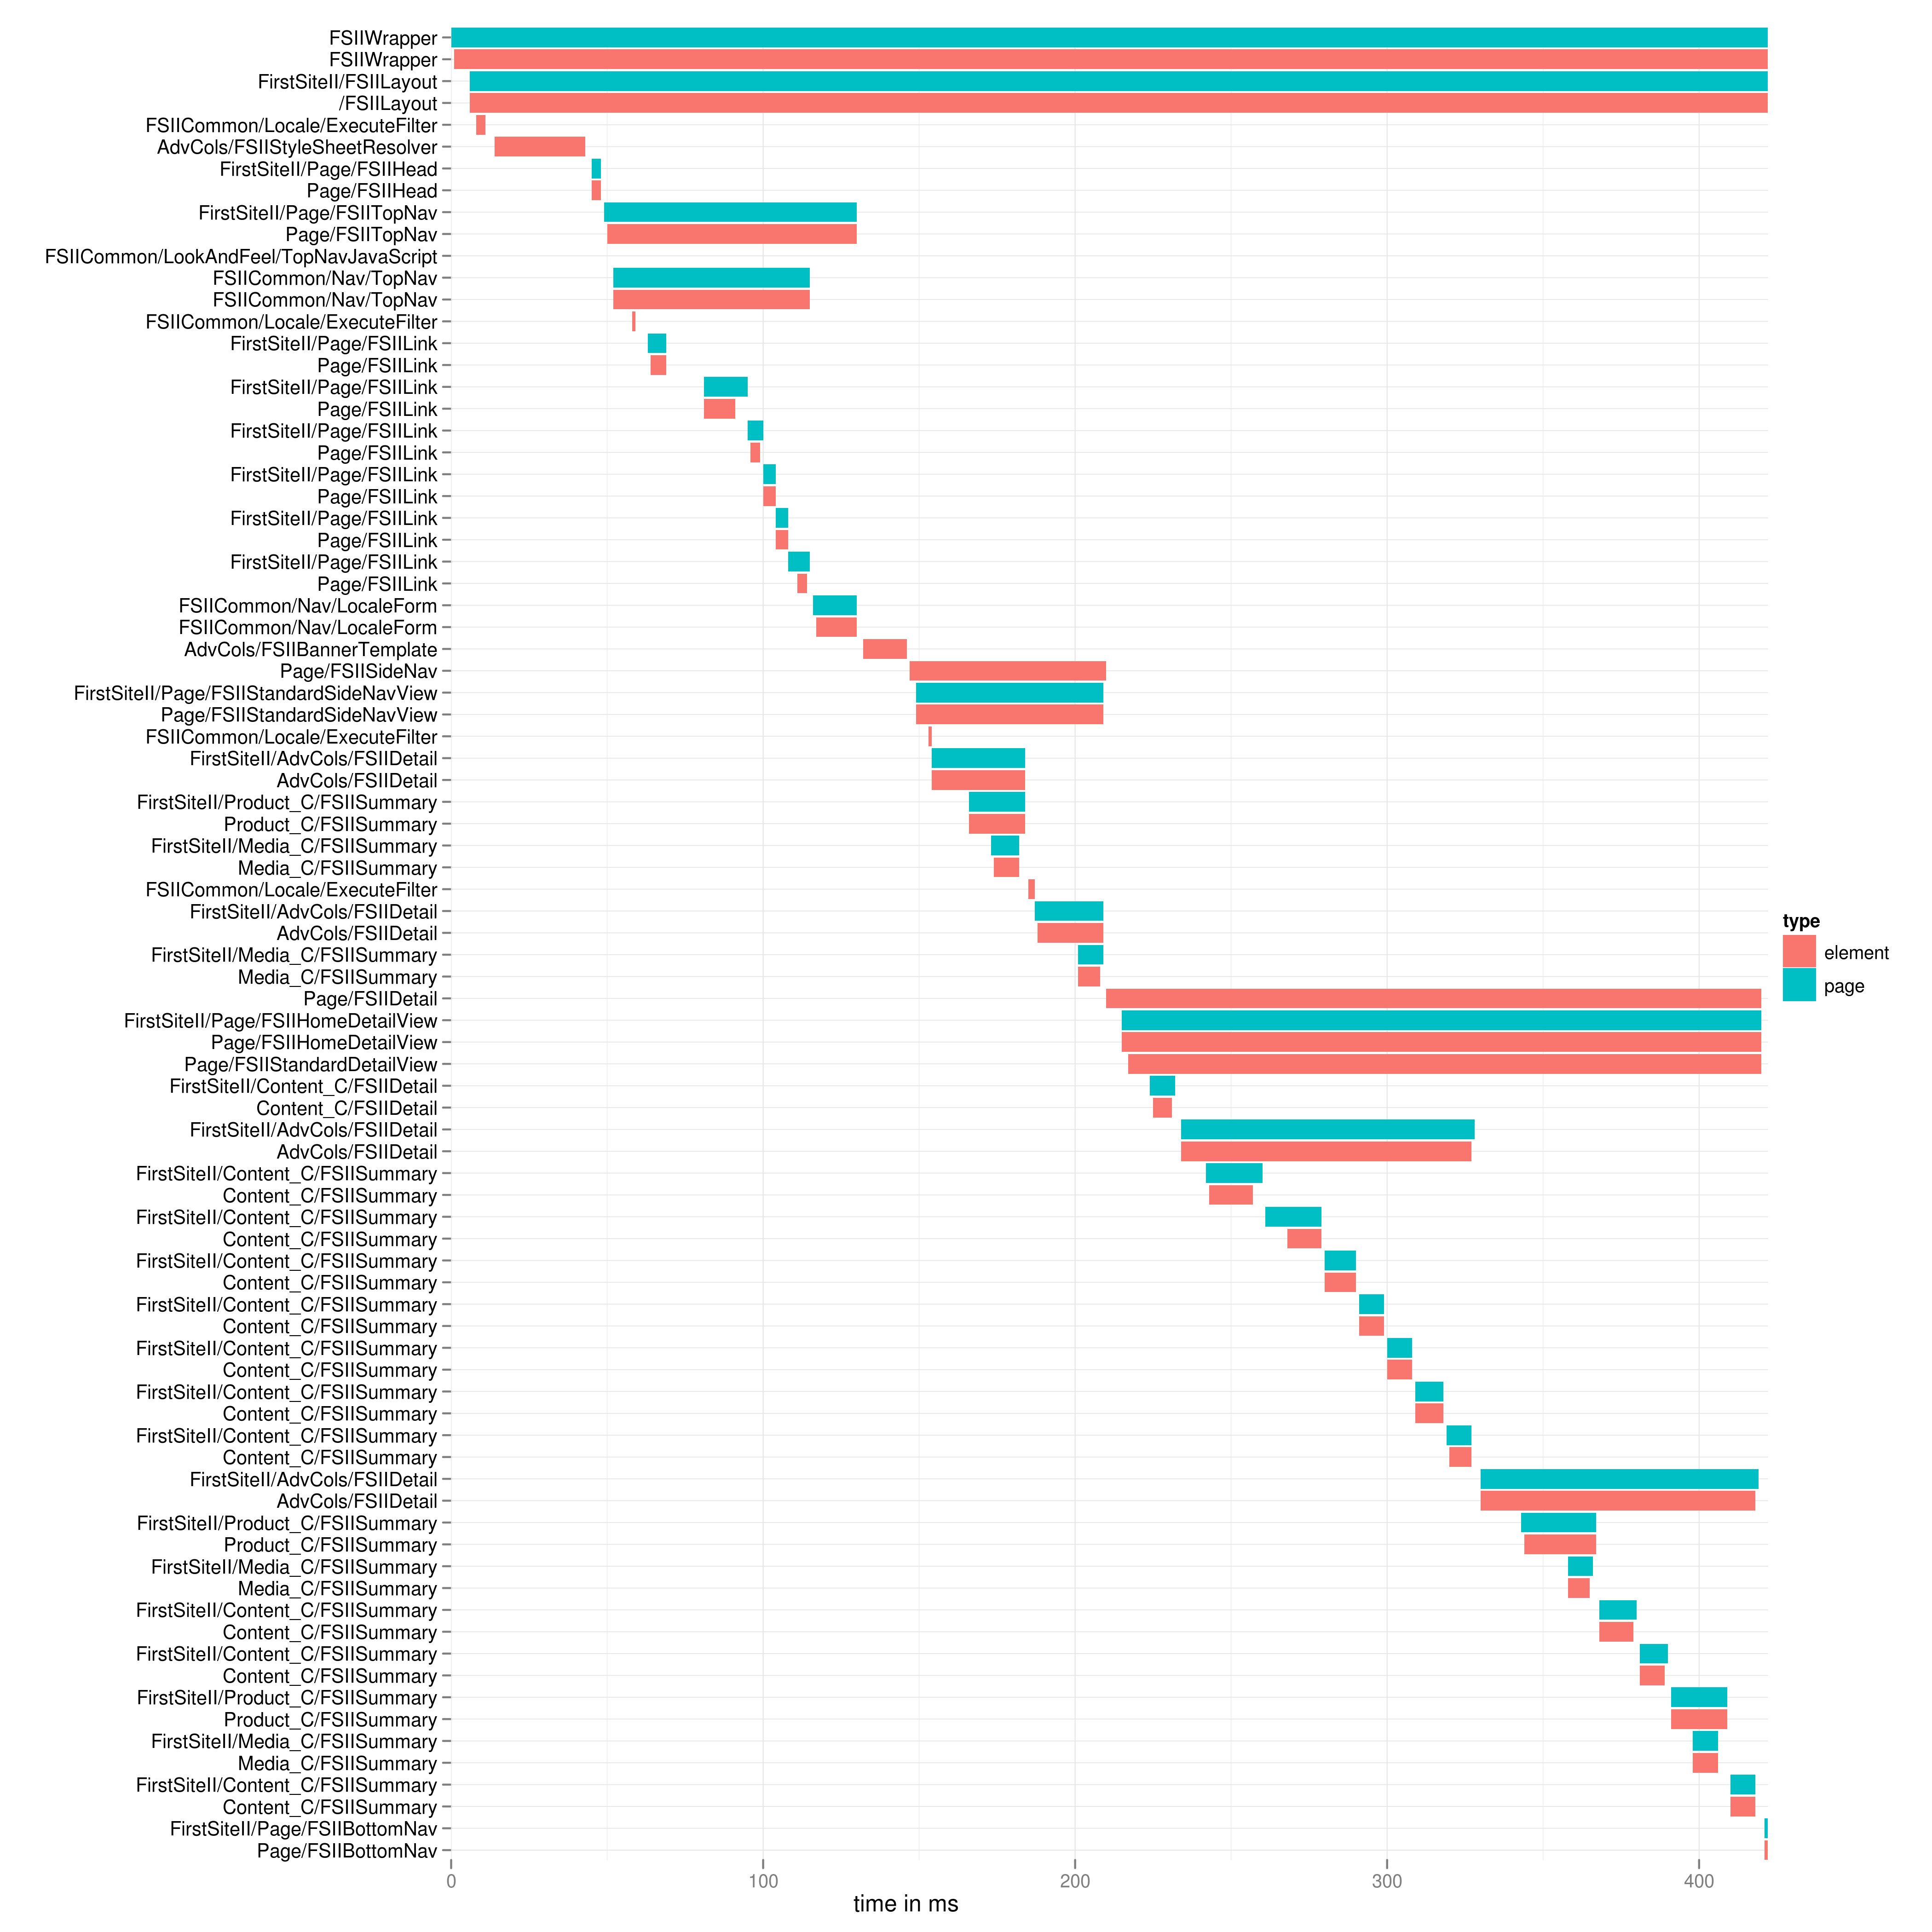 FSIIWrapper
FSIIWrapper
FirstSiteII/FSIILayout
/FSIILayout
FSIICommon/Locale/ExecuteFilter
AdvCols/FSIIStyleSheetResolver
FirstSiteII/Page/FSIIHead
Page/FSIIHead
FirstSiteII/Page/FSIITopNav
Page/FSIITopNav
FSIICommon/LookAndFeel/TopNavJavaScript
FSIICommon/Nav/TopNav
FSIICommon/Nav/TopNav
FSIICommon/Locale/ExecuteFilter
FirstSiteII/Page/FSIILink
Page/FSIILink
FirstSiteII/Page/FSIILink
Page/FSIILink
FirstSiteII/Page/FSIILink
Page/FSIILink
FirstSiteII/Page/FSIILink
Page/FSIILink
FirstSiteII/Page/FSIILink
Page/FSIILink
FirstSiteII/Page/FSIILink
Page/FSIILink
FSIICommon/Nav/LocaleForm
FSIICommon/Nav/LocaleForm
AdvCols/FSIIBannerTemplate
Page/FSIISideNav
FirstSiteII/Page/FSIIStandardSideNavView
Page/FSIIStandardSideNavView
FSIICommon/Locale/ExecuteFilter
FirstSiteII/AdvCols/FSIIDetail
AdvCols/FSIIDetail
FirstSiteII/Product_C/FSIISummary
Product_C/FSIISummary
FirstSiteII/Media_C/FSIISummary
Media_C/FSIISummary
FSIICommon/Locale/ExecuteFilter
FirstSiteII/AdvCols/FSIIDetail
AdvCols/FSIIDetail
FirstSiteII/Media_C/FSIISummary
Media_C/FSIISummary
Page/FSIIDetail
FirstSiteII/Page/FSIIHomeDetailView
Page/FSIIHomeDetailView
Page/FSIIStandardDetailView
FirstSiteII/Content_C/FSIIDetail
Content_C/FSIIDetail
FirstSiteII/AdvCols/FSIIDetail
AdvCols/FSIIDetail
FirstSiteII/Content_C/FSIISummary
Content_C/FSIISummary
FirstSiteII/Content_C/FSIISummary
Content_C/FSIISummary
FirstSiteII/Content_C/FSIISummary
Content_C/FSIISummary
FirstSiteII/Content_C/FSIISummary
Content_C/FSIISummary
FirstSiteII/Content_C/FSIISummary
Content_C/FSIISummary
FirstSiteII/Content_C/FSIISummary
Content_C/FSIISummary
FirstSiteII/Content_C/FSIISummary
Content_C/FSIISummary
FirstSiteII/AdvCols/FSIIDetail
AdvCols/FSIIDetail
FirstSiteII/Product_C/FSIISummary
Product_C/FSIISummary
FirstSiteII/Media_C/FSIISummary
Media_C/FSIISummary
FirstSiteII/Content_C/FSIISummary
Content_C/FSIISummary
FirstSiteII/Content_C/FSIISummary
Content_C/FSIISummary
FirstSiteII/Product_C/FSIISummary
Product_C/FSIISummary
FirstSiteII/Media_C/FSIISummary
Media_C/FSIISummary
FirstSiteII/Content_C/FSIISummary
Content_C/FSIISummary
FirstSiteII/Page/FSIIBottomNav
Page/FSIIBottomNav
0 100 200 300 400
time in ms
type
element
page